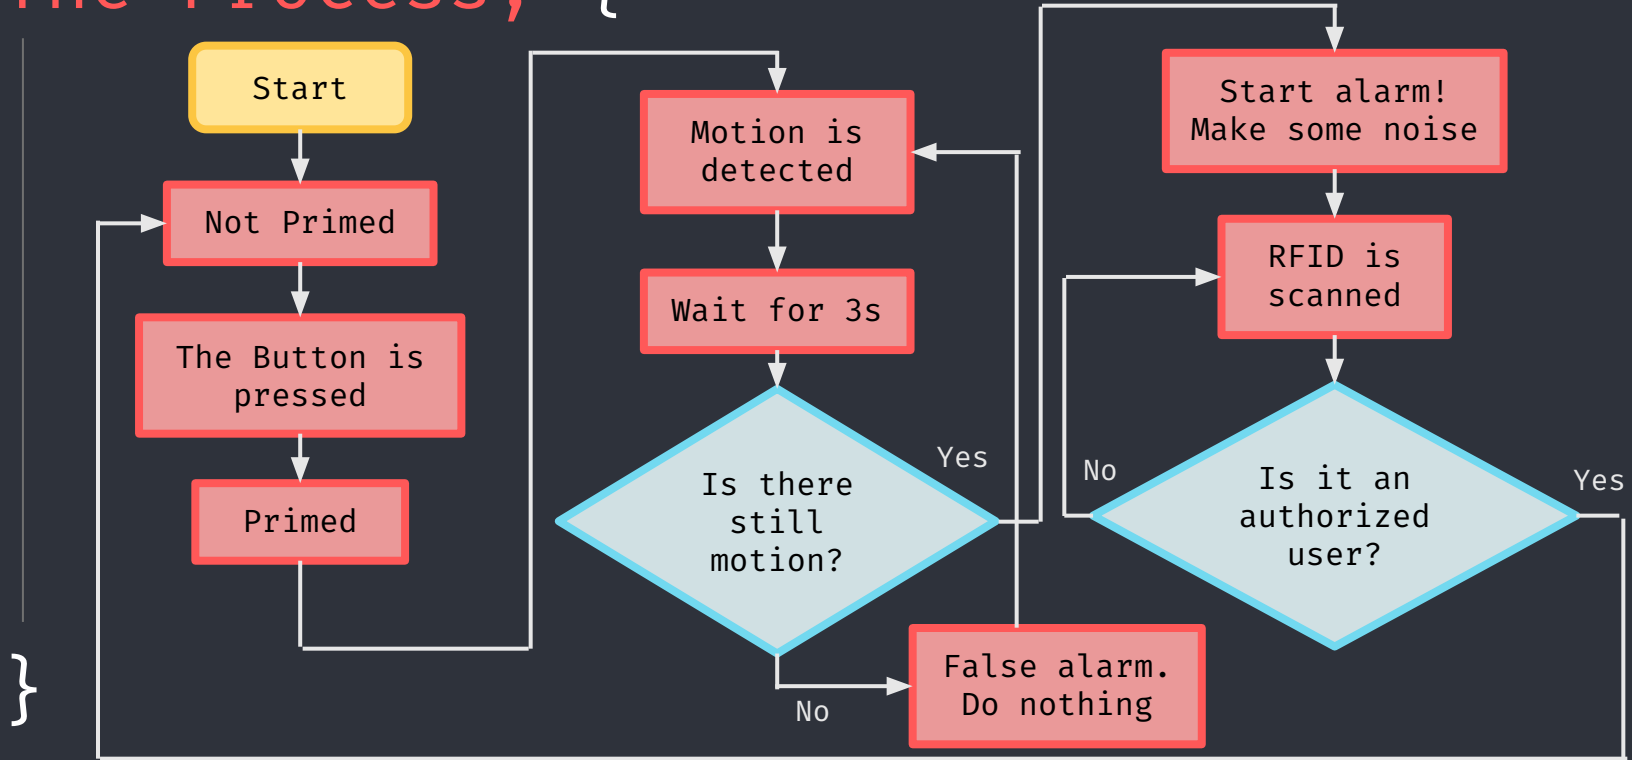 The Process; {
Start
Not Primed
The Button is
pressed
Primed
Motion is
detected
Wait for 3s
Is there
still
motion?
Yes
No
False alarm.
Do nothing
Start alarm!
Make some noise
RFID is
scanned
Is it an
authorized
user?
No
Yes
}